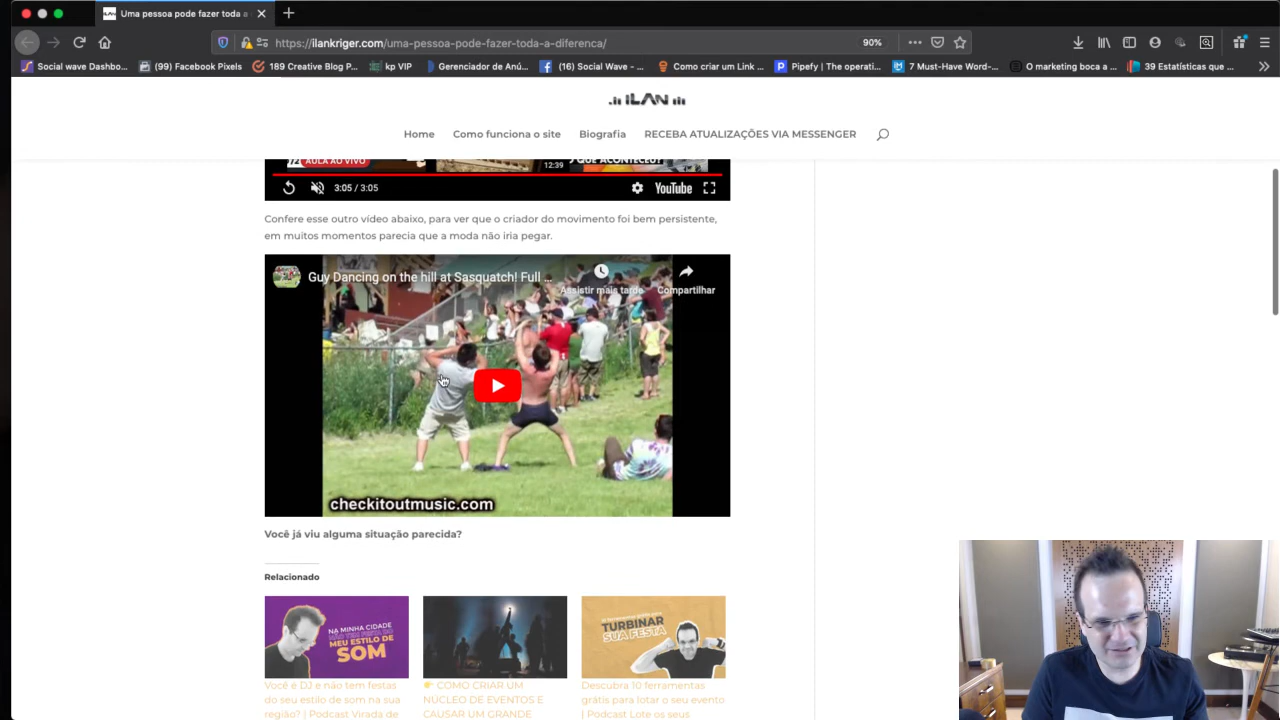 Uma pessoa pode fazer toda a
https://ilankriger.com/uma-pessoa-pode-fazer-toda-a-diferenca/
90%
Social wave - Dashbo...
(99) Facebook Pixels
189 Creative Blog P...
kp VIP
Gerenciador de Anú...
(16) Social Wave - ...
Como criar um Link ...
Pipefy | The operati...
7 Must-Have Word-...
O marketing boca a ...
39 Estatísticas que ...
ILAN
Home
Como funciona o site
Biografia
RECEBA ATUALIZAÇÕES VIA MESSENGER
AULA AO VIVO
12:39
O QUE ACONTECEU?
3:05 / 3:05
YouTube
Confere esse outro vídeo abaixo, para ver que o criador do movimento foi bem persistente,
em muitos momentos parecia que a moda não iria pegar.
Guy Dancing on the hill at Sasquatch! Full ...
Assistir mais tarde
Compartilhar
checkitoutmusic.com
Você já viu alguma situação parecida?
Relacionado
NA MINHA CIDADE
NÃO TEM FESTA DO
MEU ESTILO DE
SOM
TURBINAR
SUA FESTA
Você é DJ e não tem festas
do seu estilo de som na sua
região? | Podcast Virada de
COMO CRIAR UM
NÚCLEO DE EVENTOS E
CAUSAR UM GRANDE
Descubra 10 ferramentas
grátis para lotar o seu evento
| Podcast Lote os seus